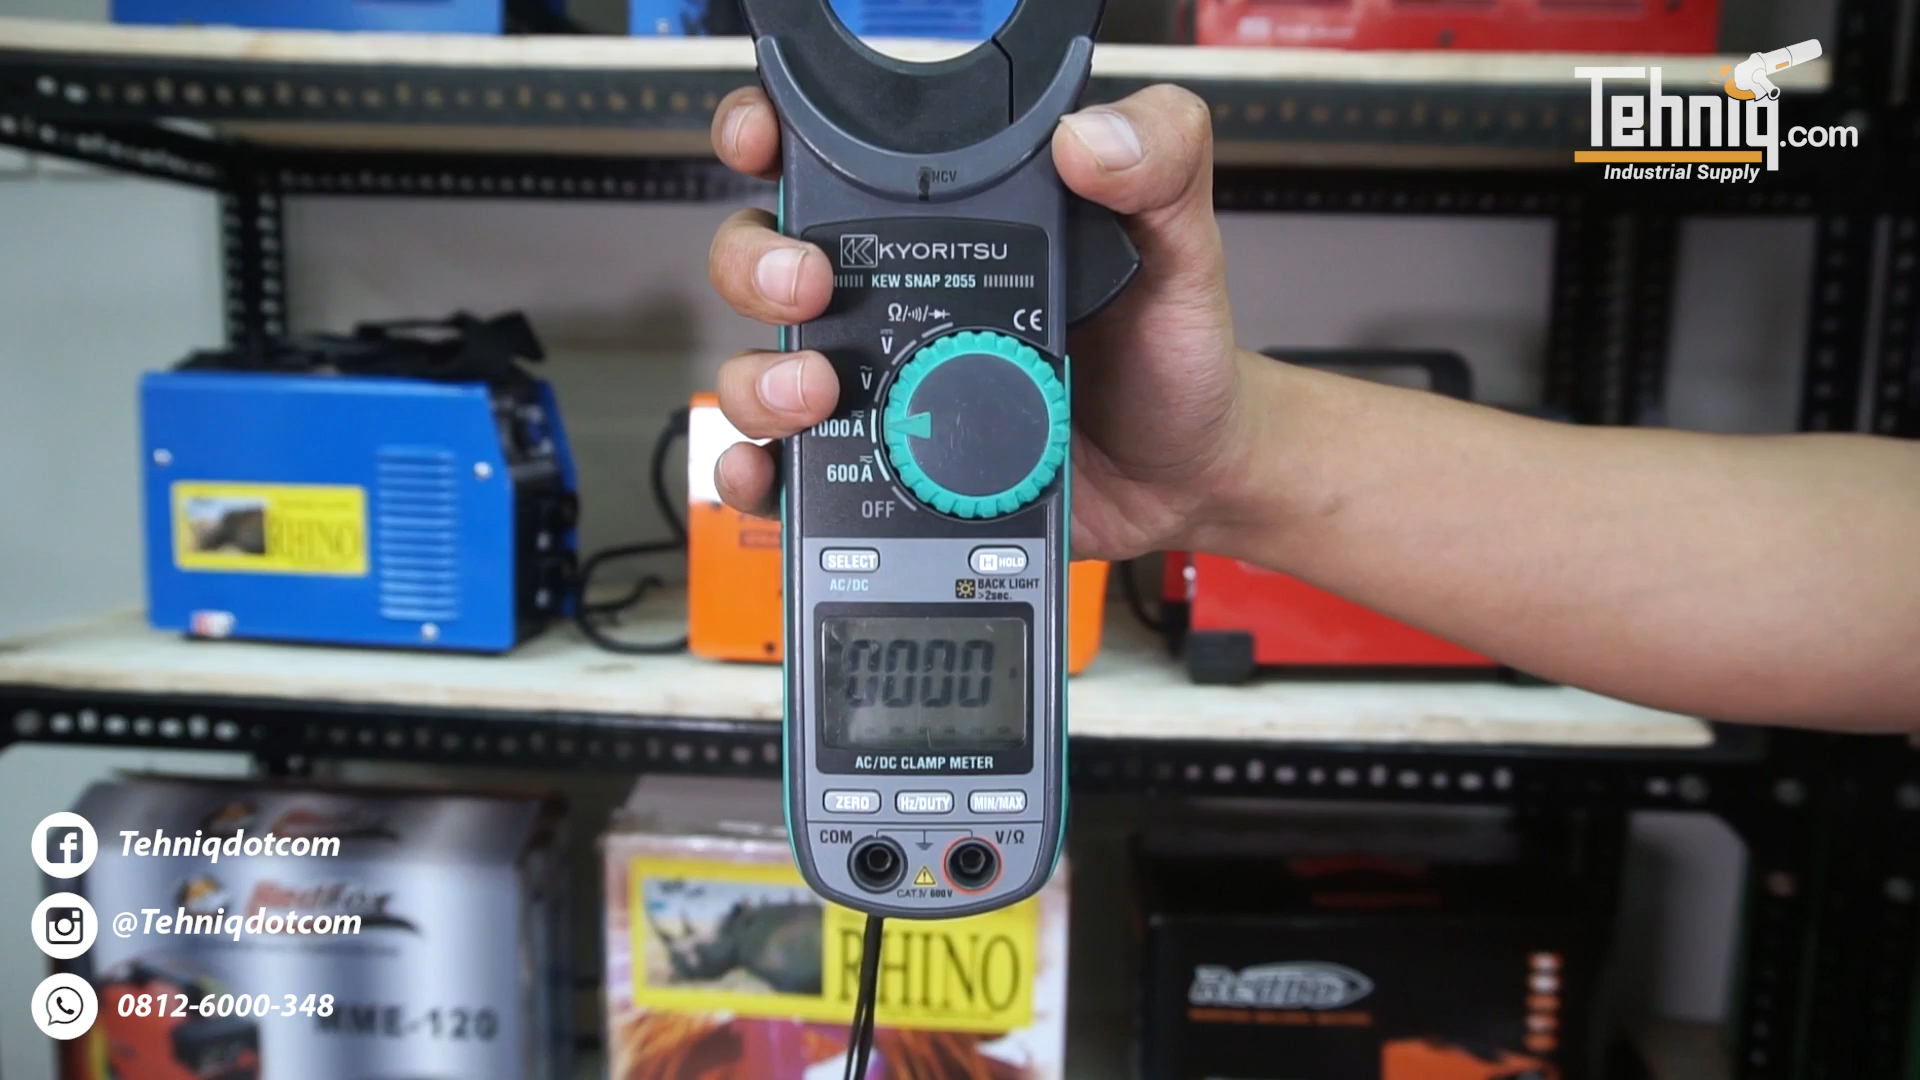 Tehniq.com
Industrial Supply
NCV
KYORITSU
KEW SNAP 2055
Ω/·)))/
CE
V
V
1000A
600A
OFF
SELECT
H HOLD
AC/DC
BACK LIGHT
>2sec.
RHINO
0000
AC/DC CLAMP METER
ZERO
Hz/DUTY
MIN/MAX
COM
V/Ω
CAT.IV 600V
RedFox
RHINO
Tehniqdotcom
@Tehniqdotcom
0812-6000-348